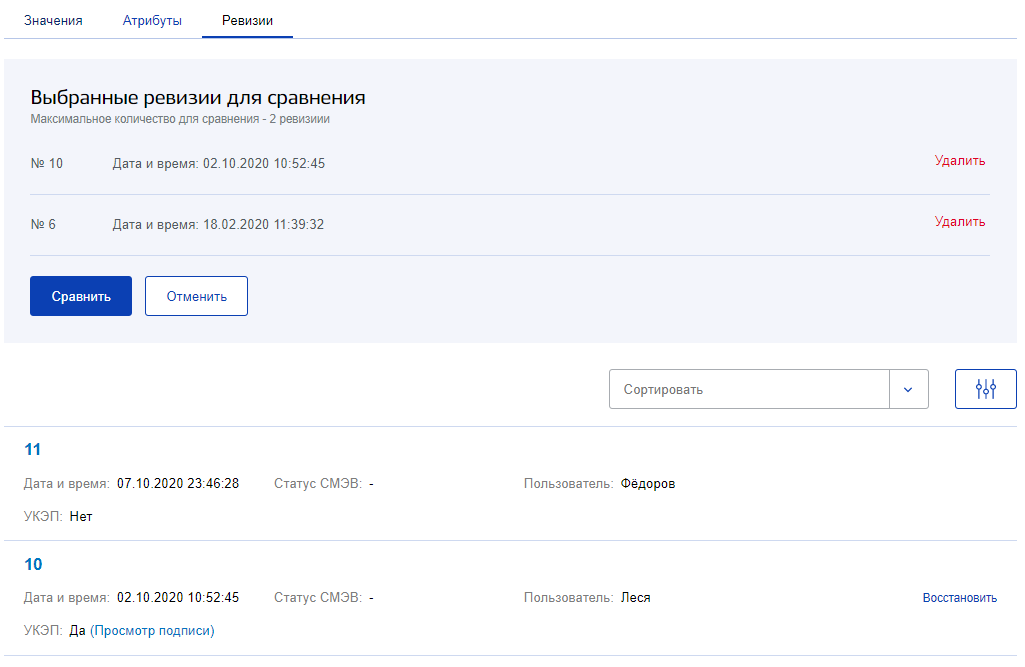 Значения Атрибуты Ревизии
Выбранные ревизии для сравнения
Максимальное количество для сравнения - 2 ревизиии
№ 10 Дата и время: 02.10.2020 10:52:45 Удалить
№ 6 Дата и время: 18.02.2020 11:39:32 Удалить
Сравнить Отменить
Сортировать
11
Дата и время: 07.10.2020 23:46:28 Статус СМЭВ: - Пользователь: Фёдоров
УКЭП: Нет
10
Дата и время: 02.10.2020 10:52:45 Статус СМЭВ: - Пользователь: Леся Восстановить
УКЭП: Да (Просмотр подписи)